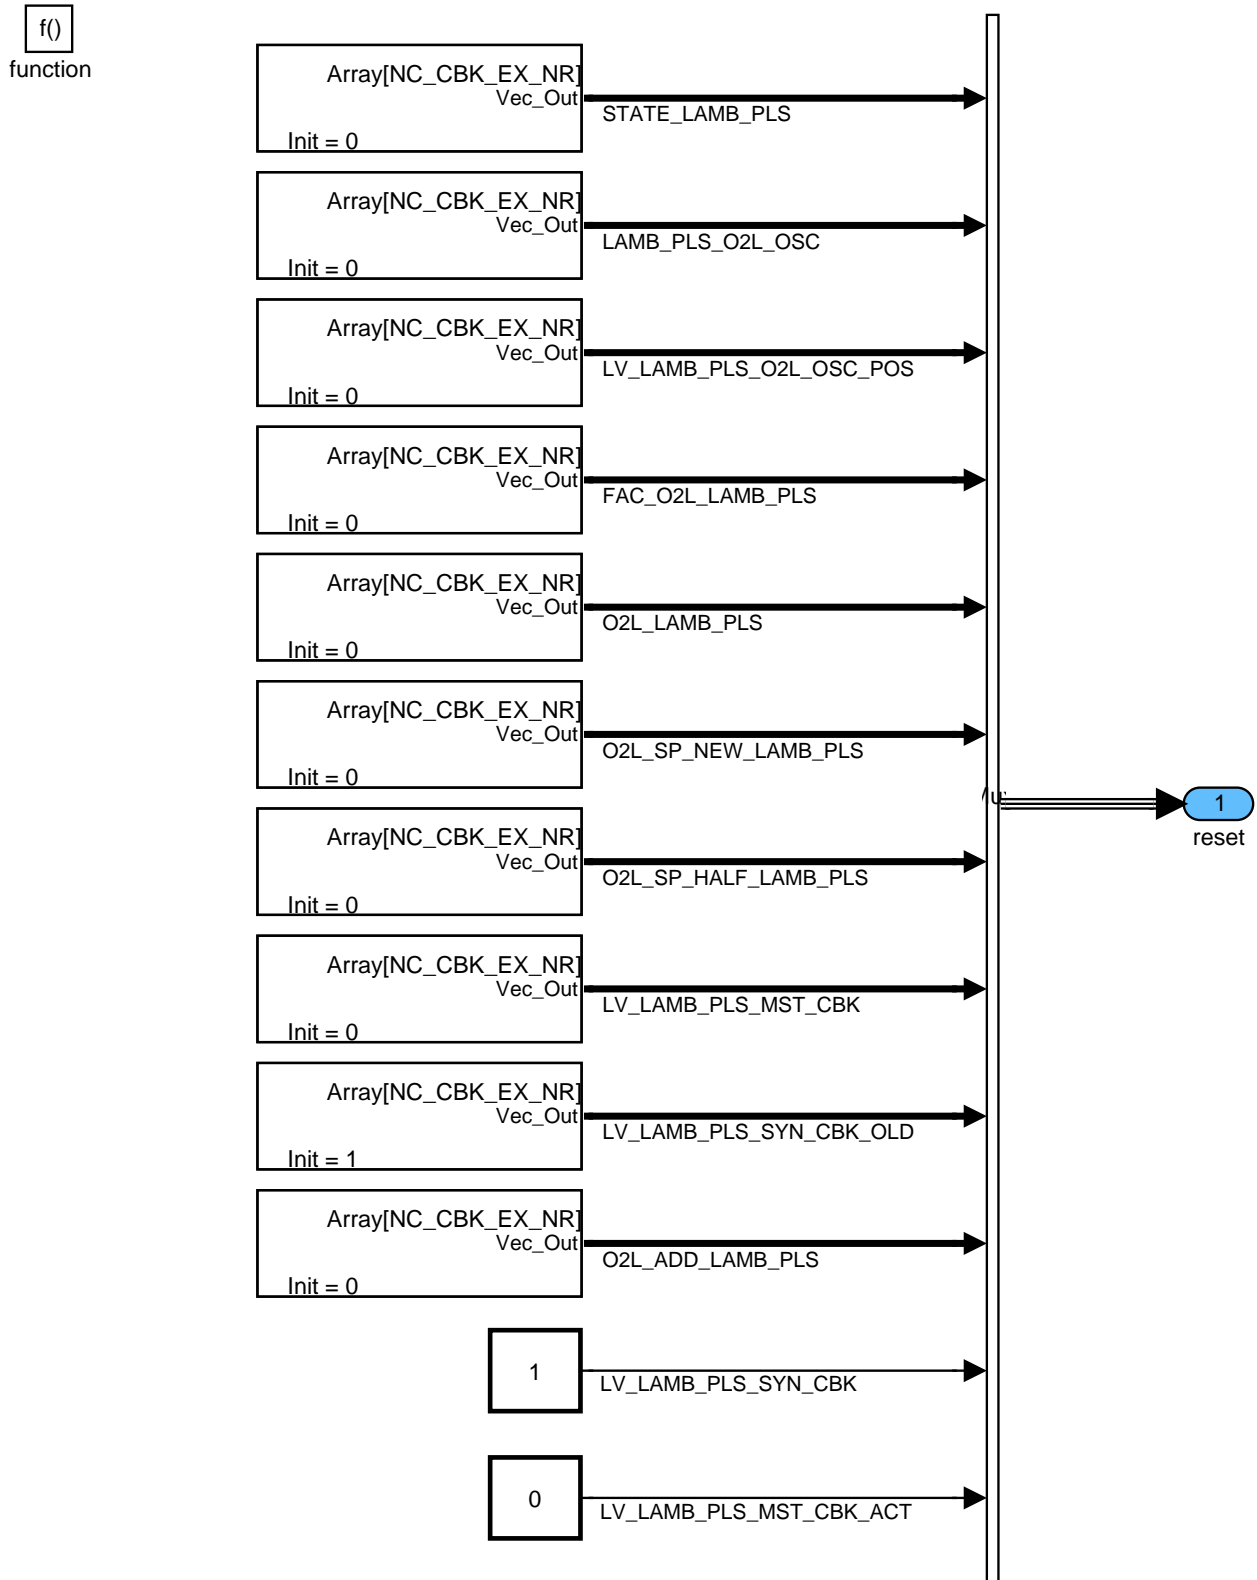 f()
function
Array[NC_CBK_EX_NR]
Vec_Out
Init = 0
STATE_LAMB_PLS
Array[NC_CBK_EX_NR]
Vec_Out
Init = 0
LAMB_PLS_O2L_OSC
Array[NC_CBK_EX_NR]
Vec_Out
Init = 0
LV_LAMB_PLS_O2L_OSC_POS
Array[NC_CBK_EX_NR]
Vec_Out
Init = 0
FAC_O2L_LAMB_PLS
Array[NC_CBK_EX_NR]
Vec_Out
Init = 0
O2L_LAMB_PLS
Array[NC_CBK_EX_NR]
Vec_Out
Init = 0
O2L_SP_NEW_LAMB_PLS
Array[NC_CBK_EX_NR]
Vec_Out
Init = 0
O2L_SP_HALF_LAMB_PLS
Array[NC_CBK_EX_NR]
Vec_Out
Init = 0
LV_LAMB_PLS_MST_CBK
Array[NC_CBK_EX_NR]
Vec_Out
Init = 1
LV_LAMB_PLS_SYN_CBK_OLD
Array[NC_CBK_EX_NR]
Vec_Out
Init = 0
O2L_ADD_LAMB_PLS
1
LV_LAMB_PLS_SYN_CBK
0
LV_LAMB_PLS_MST_CBK_ACT
1
reset